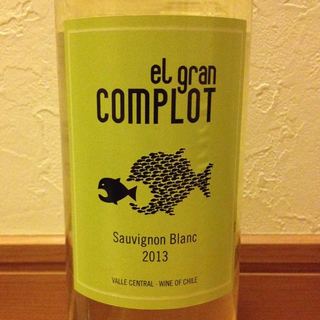 el gran
COMPLOT
Sauvignon Blanc
2013
VALLE CENTRAL - WINE OF CHILE